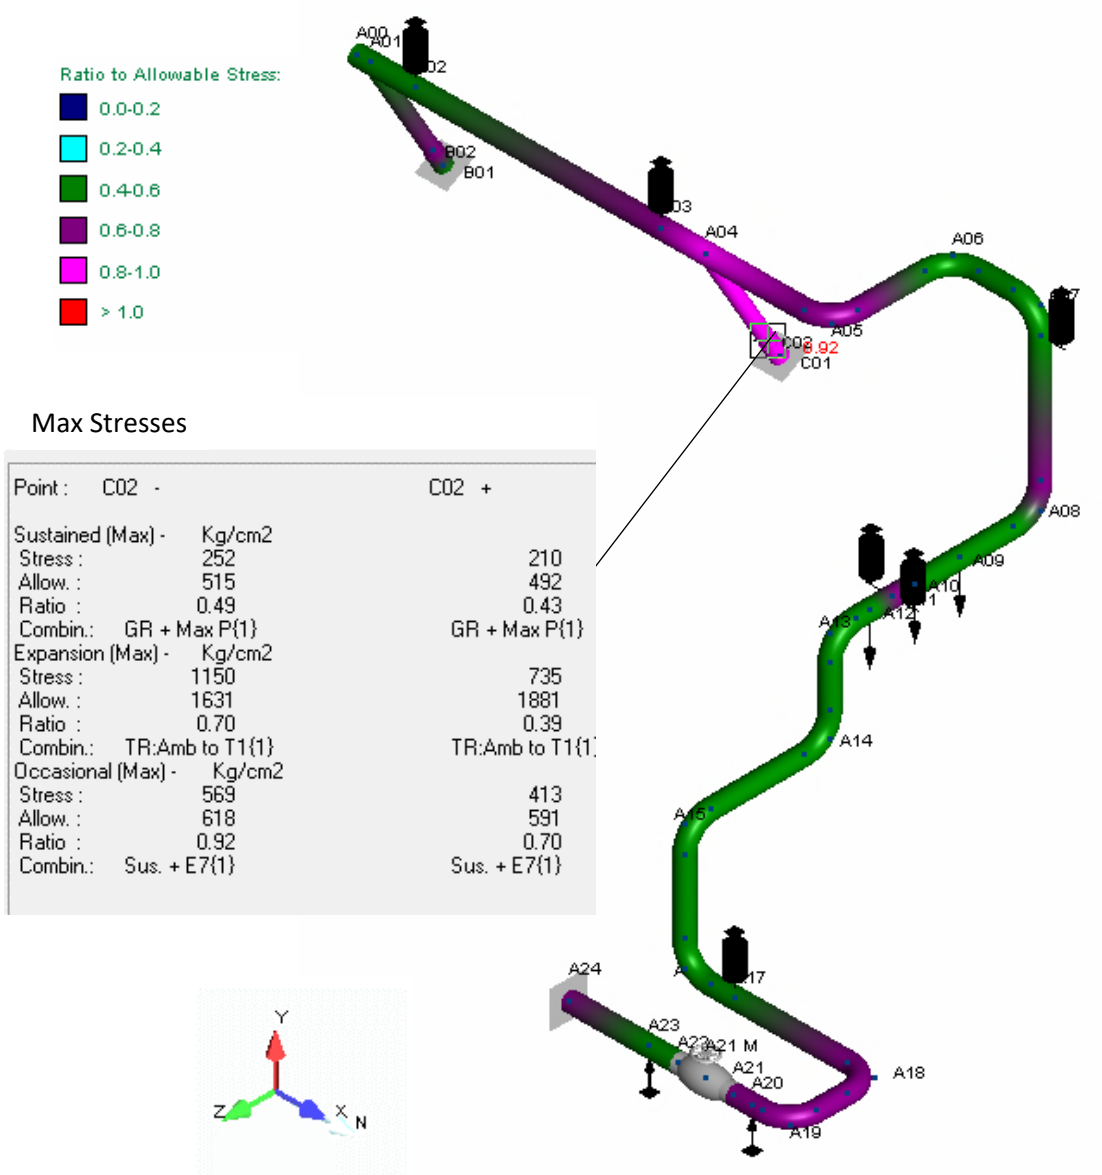 A00
A01
02
Ratio to Allowable Stress:
0.0-0.2
0.2-0.4
0.4-0.6
0.6-0.8
0.8-1.0
> 1.0
B02
B01
03
A04
A06
7
A05
C02
0.92
C01
Max Stresses
Point : C02 - C02 +
Sustained (Max) - Kg/cm2
Stress : 252 210
Allow. : 515 492
Ratio : 0.49 0.43
Combin.: GR + Max P{1} GR + Max P{1}
Expansion (Max) - Kg/cm2
Stress : 1150 735
Allow. : 1631 1881
Ratio : 0.70 0.39
Combin.: TR:Amb to T1{1} TR:Amb to T1{1}
Occasional (Max) - Kg/cm2
Stress : 569 413
Allow. : 618 591
Ratio : 0.92 0.70
Combin.: Sus. + E7{1} Sus. + E7{1}
A08
A09
A10
1
A12
A13
A14
A15
A
17
A24
A23
A22
A21 M
A21
A20
A18
A19
Y
Z
X
N